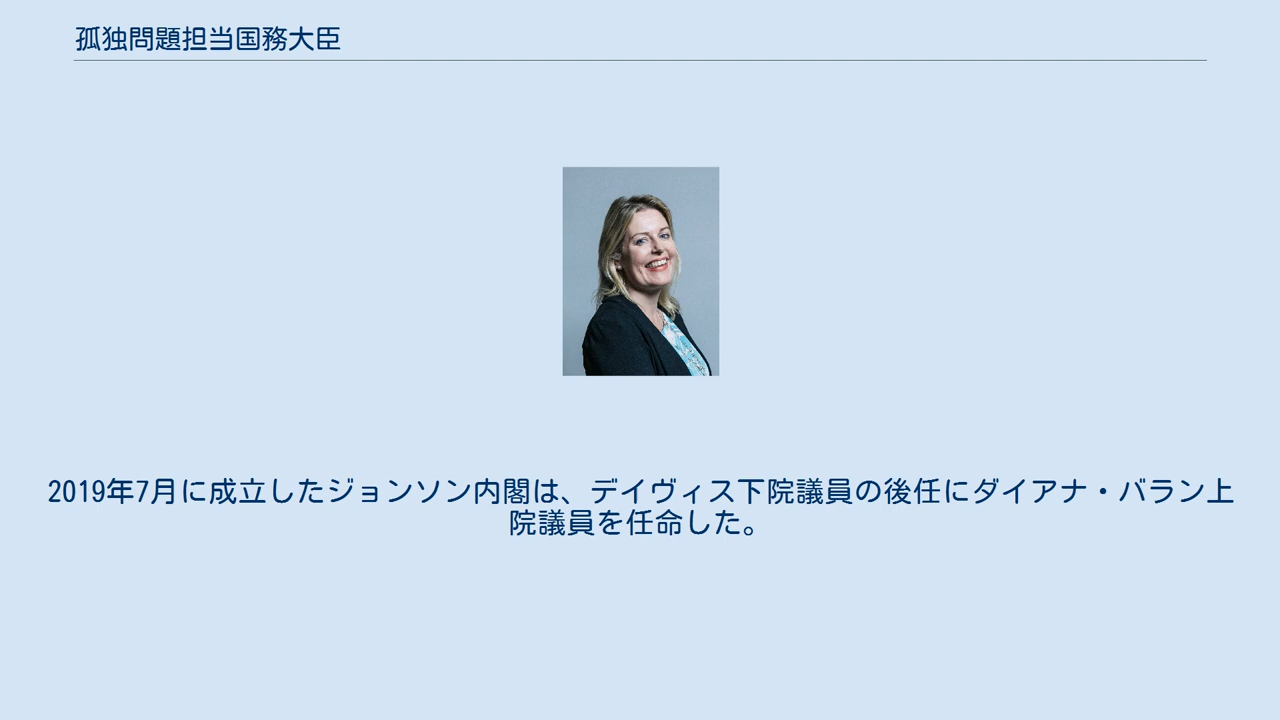 孤独問題担当国務大臣
2019年7月に成立したジョンソン内閣は、デイヴィス下院議員の後任にダイアナ・バラン上
院議員を任命した。